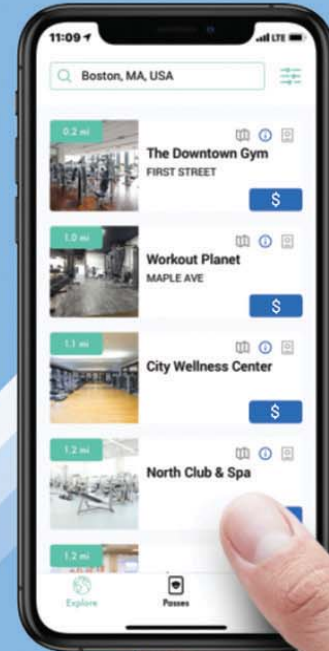 11:09
LTE
Boston, MA, USA
0.2 mi
The Downtown Gym
FIRST STREET
$
1.0 mi
Workout Planet
MAPLE AVE
$
1.1 mi
City Wellness Center
$
1.2 mi
North Club & Spa
1.2 mi
Explore
Passes